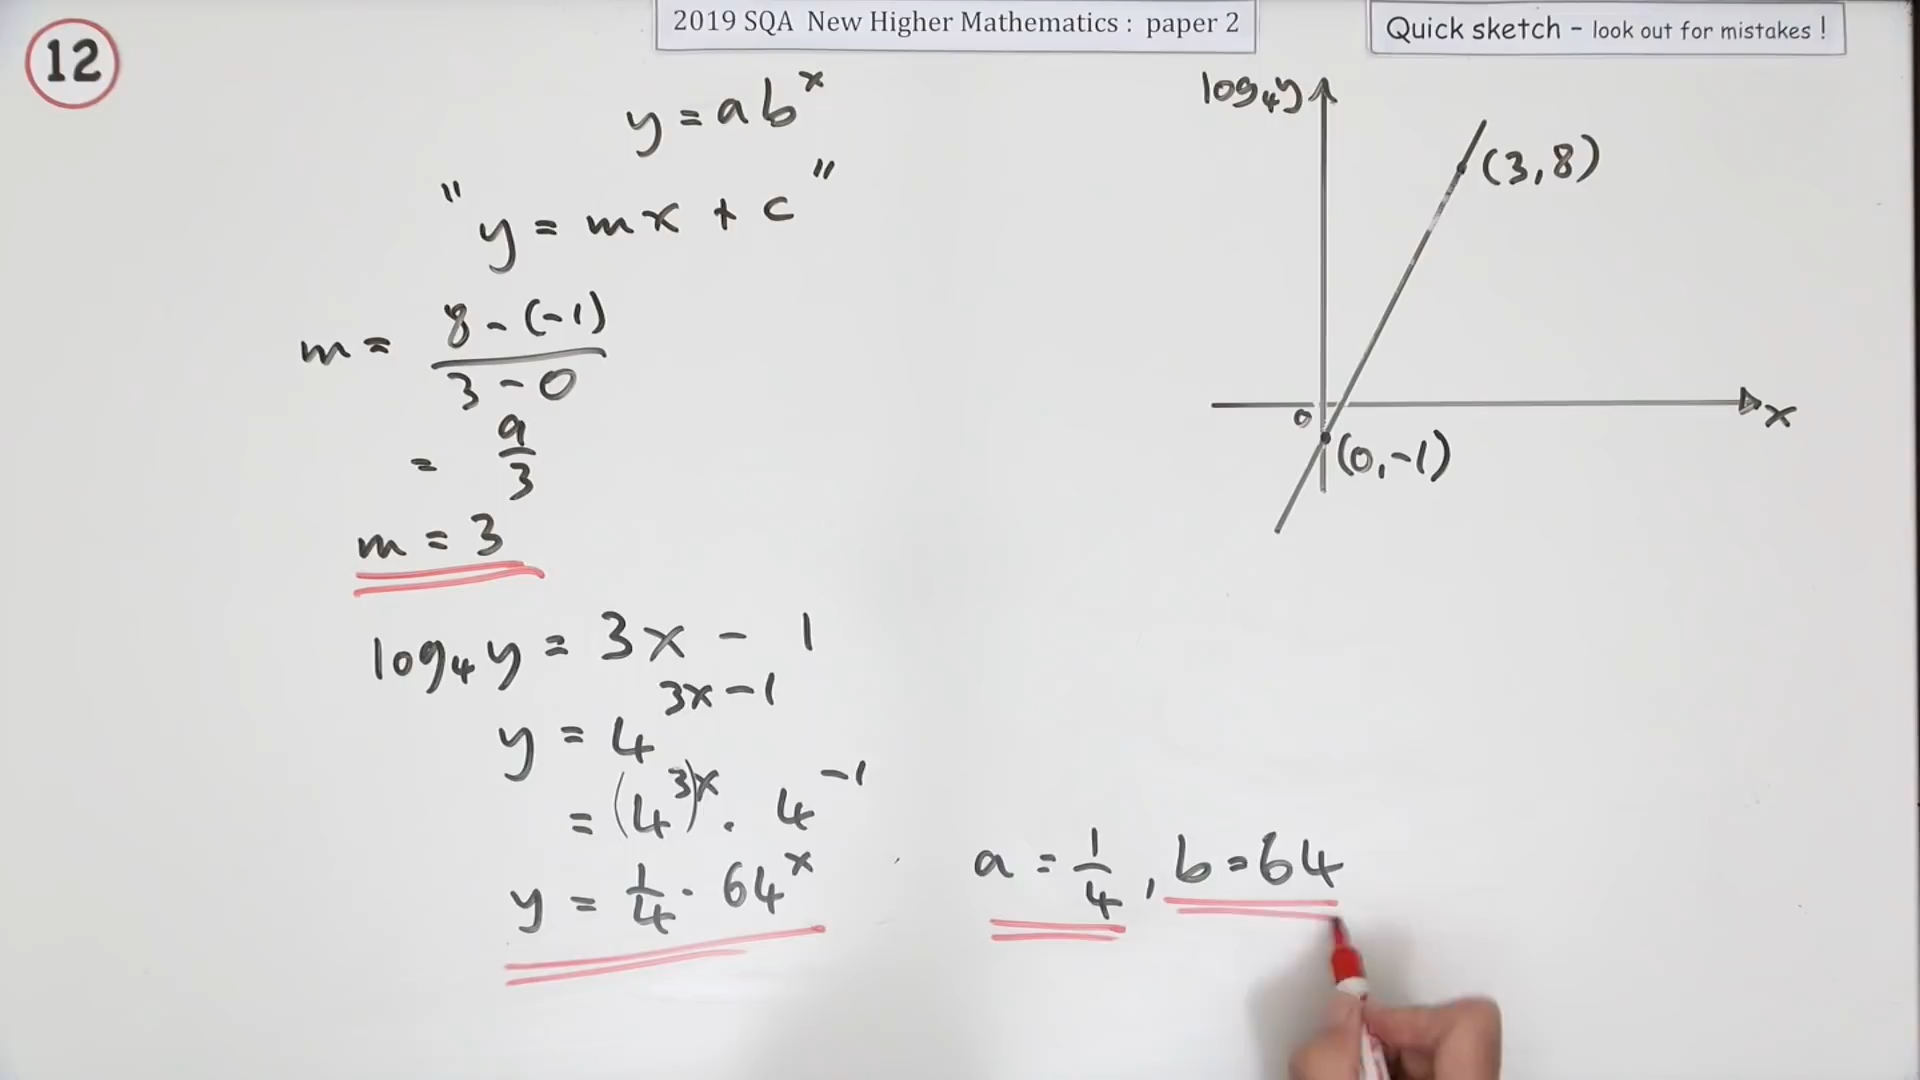 12
2019 SQA New Higher Mathematics : paper 2
Quick sketch – look out for mistakes !
y = ab^x
"y = mx + c"
m = (8 - (-1))/(3 - 0)
= 9/3
m = 3
log₄y = 3x - 1
y = 4^(3x-1)
= (4^3)^x . 4^-1
y = 1/4 · 64^x
a = 1/4 , b = 64
log₄y
(3,8)
0
x
(0,-1)